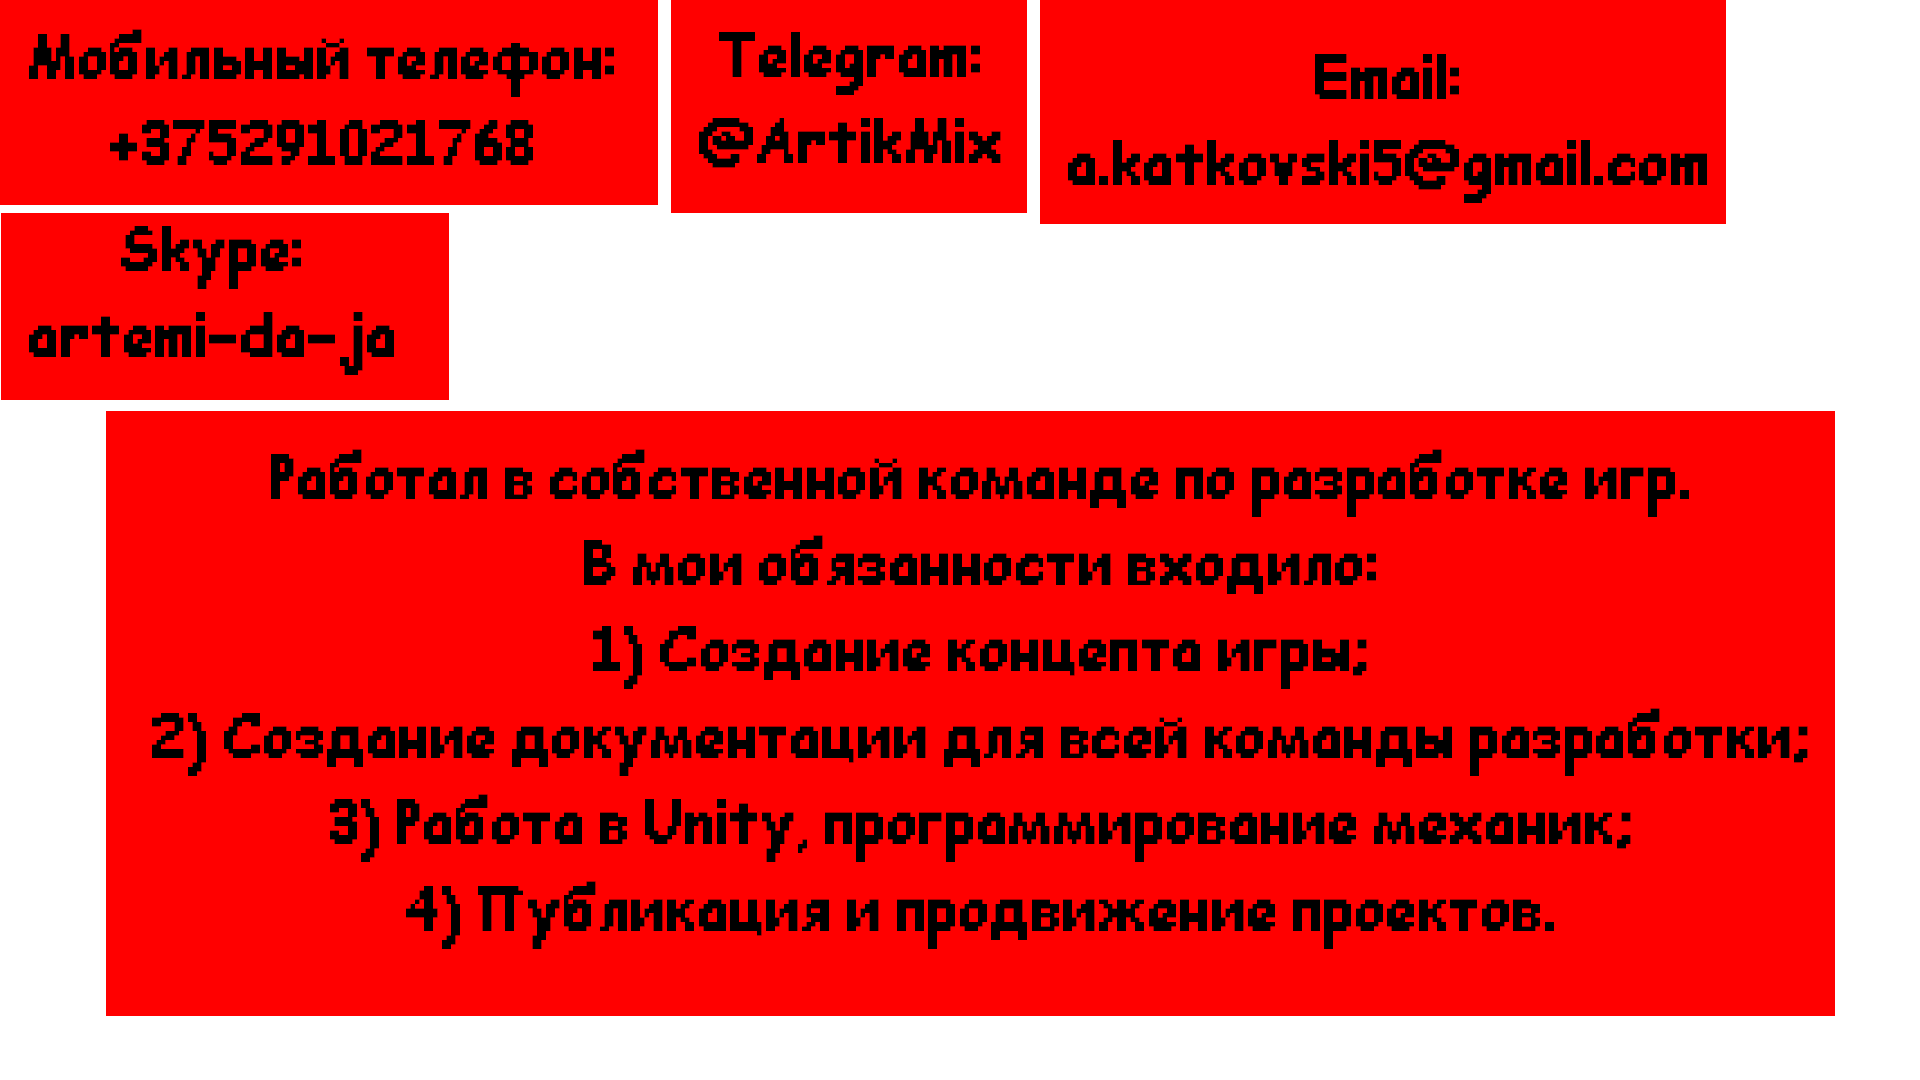 Мобильный телефон:
+375291021768
Telegram:
@ArtikMix
Email:
a.katkovski5@gmail.com
Skype:
artemi-da-ja
Работал в собственной команде по разработке игр.
В мои обязанности входило:
1) Создание концепта игры;
2) Создание документации для всей команды разработки;
3) Работа в Unity, программирование механик;
4) Публикация и продвижение проектов.